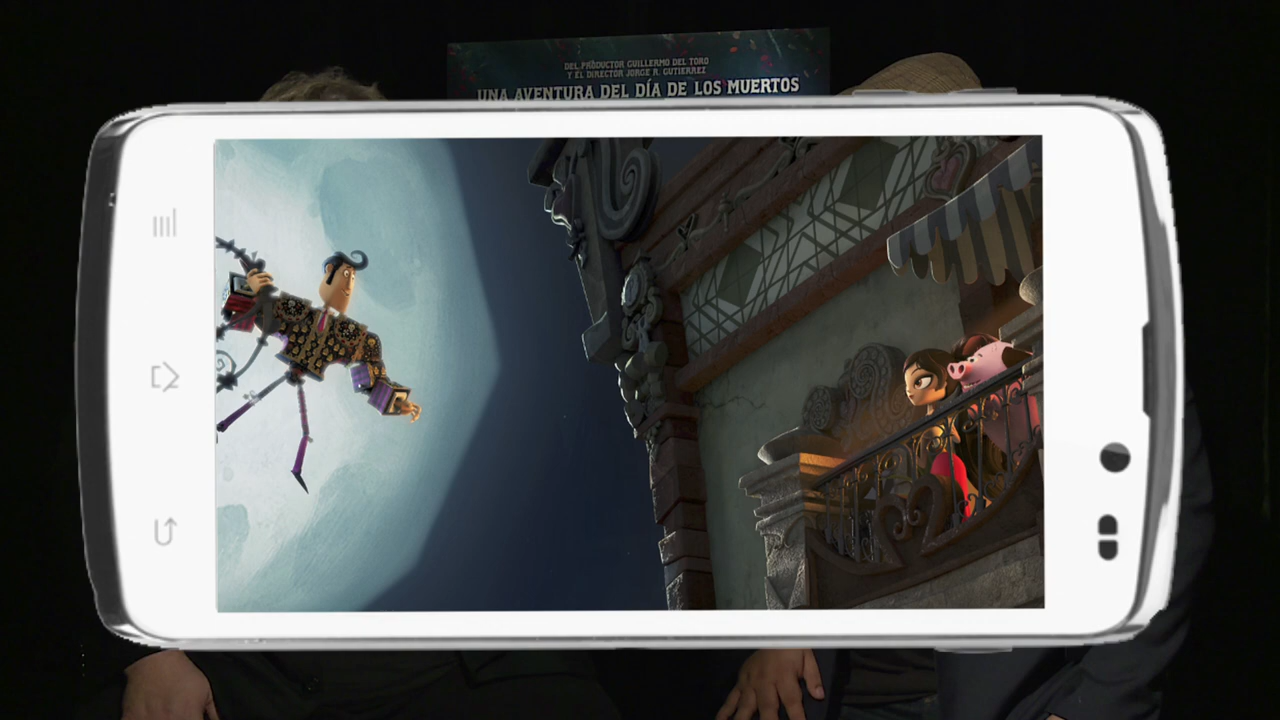 DEL PRODUCTOR GUILLERMO DEL TORO
Y EL DIRECTOR JORGE R. GUTIERREZ
UNA AVENTURA DEL DÍA DE LOS MUERTOS